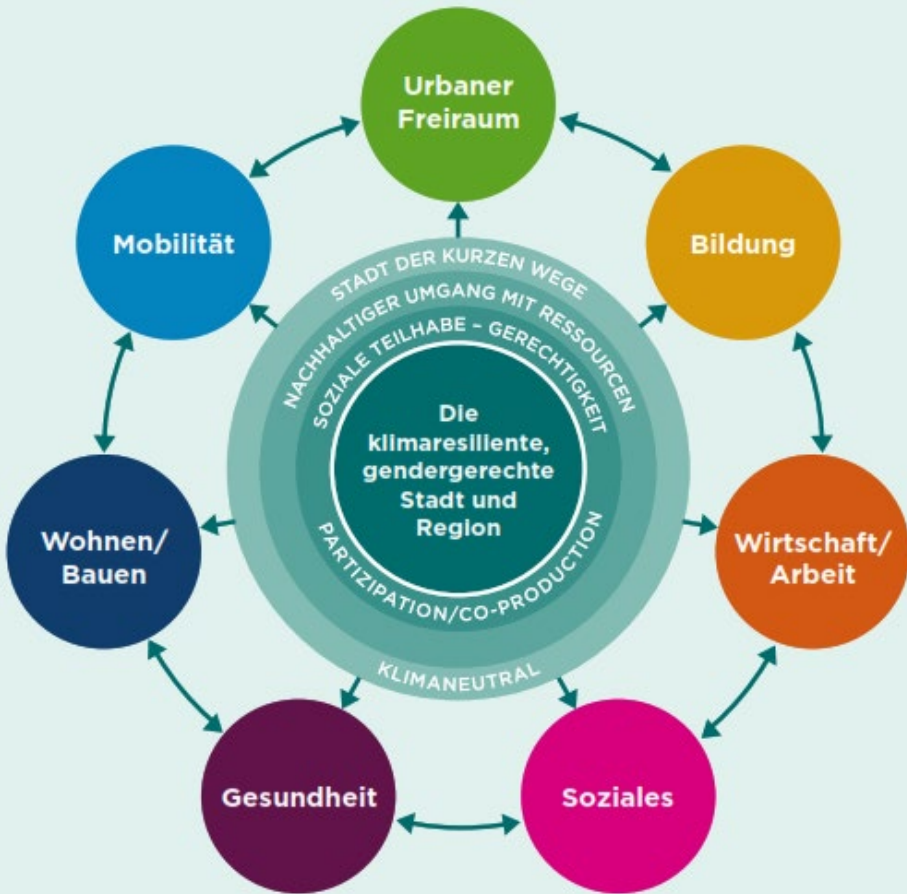 Urbaner
Freiraum
Mobilität
Bildung
STADT DER KURZEN WEGE
NACHHALTIGER UMGANG MIT RESSOURCEN
SOZIALE TEILHABE – GERECHTIGKEIT
Die
klimaresiliente,
gendergerechte
Stadt und
Region
PARTIZIPATION/CO-PRODUCTION
KLIMANEUTRAL
Wohnen/
Bauen
Wirtschaft/
Arbeit
Gesundheit
Soziales